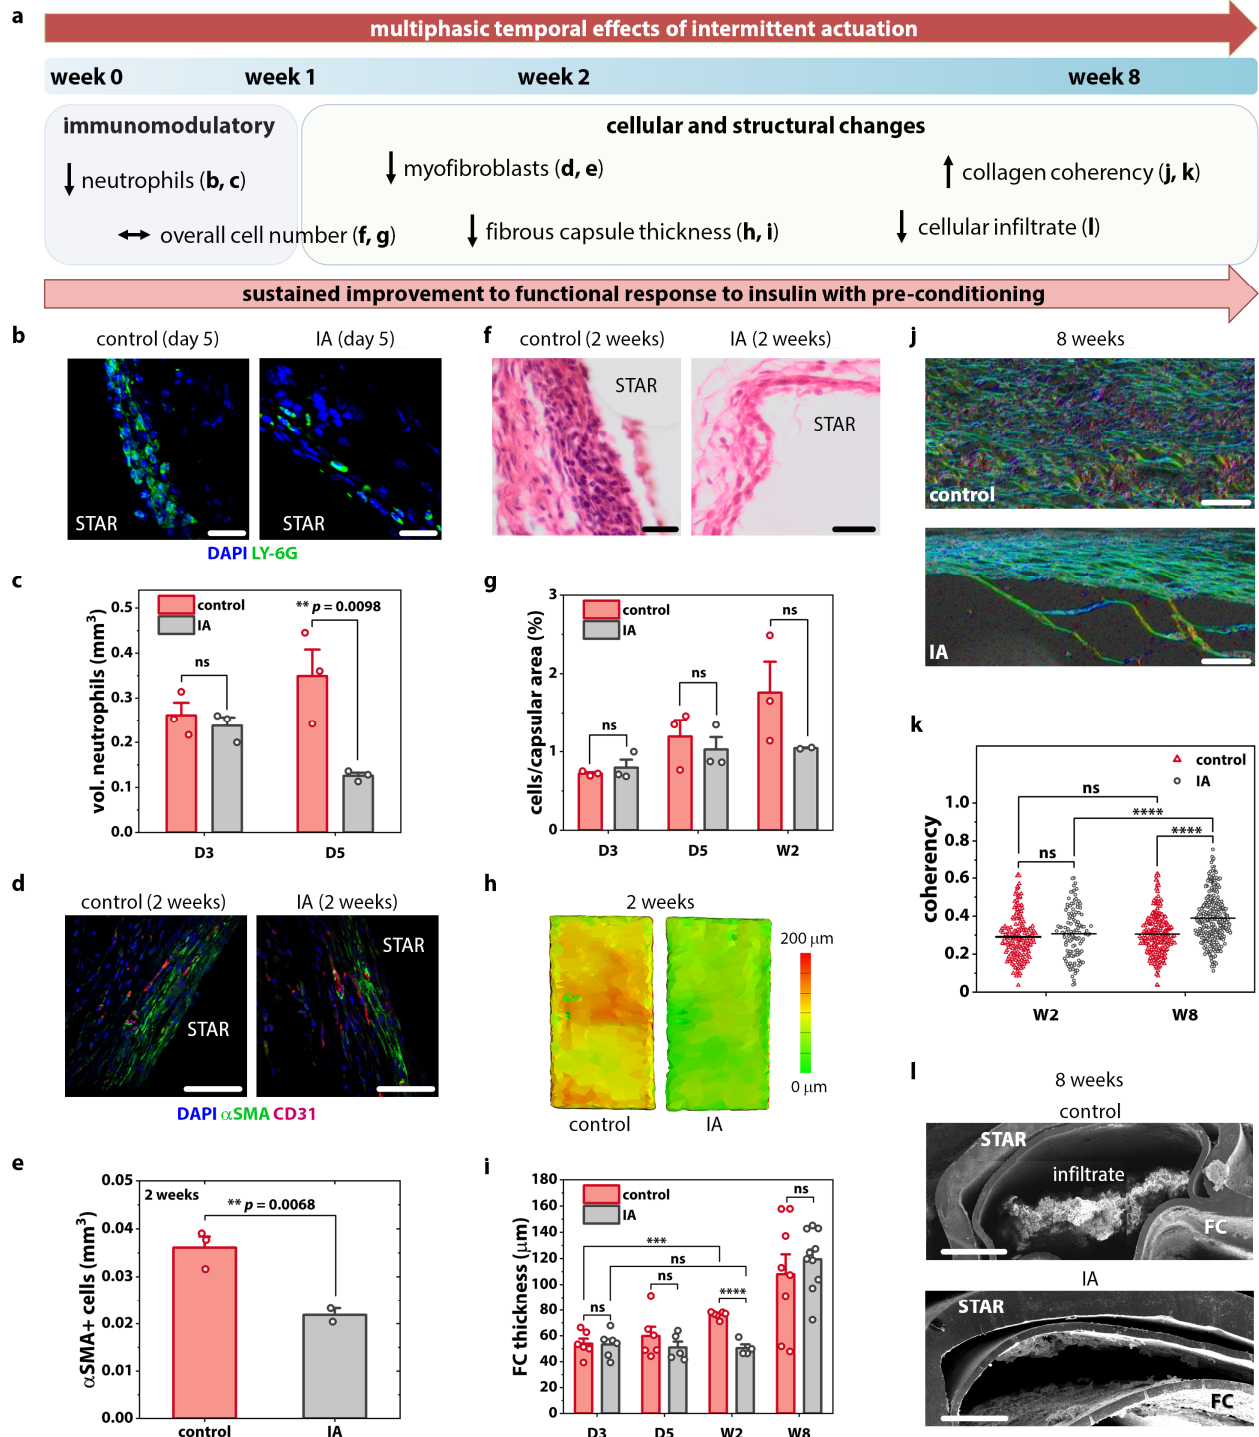 a
multiphasic temporal effects of intermittent actuation
week 0 week 1 week 2 week 8
immunomodulatory
cellular and structural changes
neutrophils (b, c)
myofibroblasts (d, e)
collagen coherency (j, k)
overall cell number (f, g)
fibrous capsule thickness (h, i)
cellular infiltrate (l)
sustained improvement to functional response to insulin with pre-conditioning
b
control (day 5) IA (day 5)
STAR
STAR
DAPI LY-6G
c
vol. neutrophils (mm3)
0.5
0.4
0.3
0.2
0.1
0.0
control
IA
ns
** p = 0.0098
D3 D5
d
control (2 weeks) IA (2 weeks)
STAR
STAR
DAPI αSMA CD31
e
αSMA+ cells (mm3)
0.05
0.04
0.03
0.02
0.01
0.00
2 weeks
** p = 0.0068
control IA
f
control (2 weeks) IA (2 weeks)
STAR
STAR
g
cells/capsular area (%)
3
2
1
0
control
IA
ns
ns
ns
D3 D5 W2
h
2 weeks
200 μm
0 μm
control IA
i
FC thickness (μm)
180
160
140
120
100
80
60
40
20
0
control
IA
ns
***
ns
ns
****
ns
D3 D5 W2 W8
j
8 weeks
control
IA
k
coherency
1.0
0.8
0.6
0.4
0.2
0
control
IA
ns
****
****
ns
W2 W8
l
8 weeks
control
STAR
infiltrate
FC
IA
STAR
FC